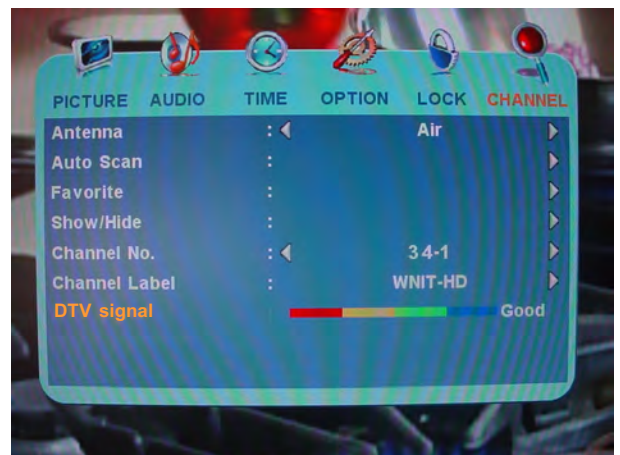 PICTURE AUDIO TIME OPTION LOCK CHANNEL
Antenna : Air
Auto Scan :
Favorite :
Show/Hide :
Channel No. : 34-1
Channel Label : WNIT-HD
DTV signal Good